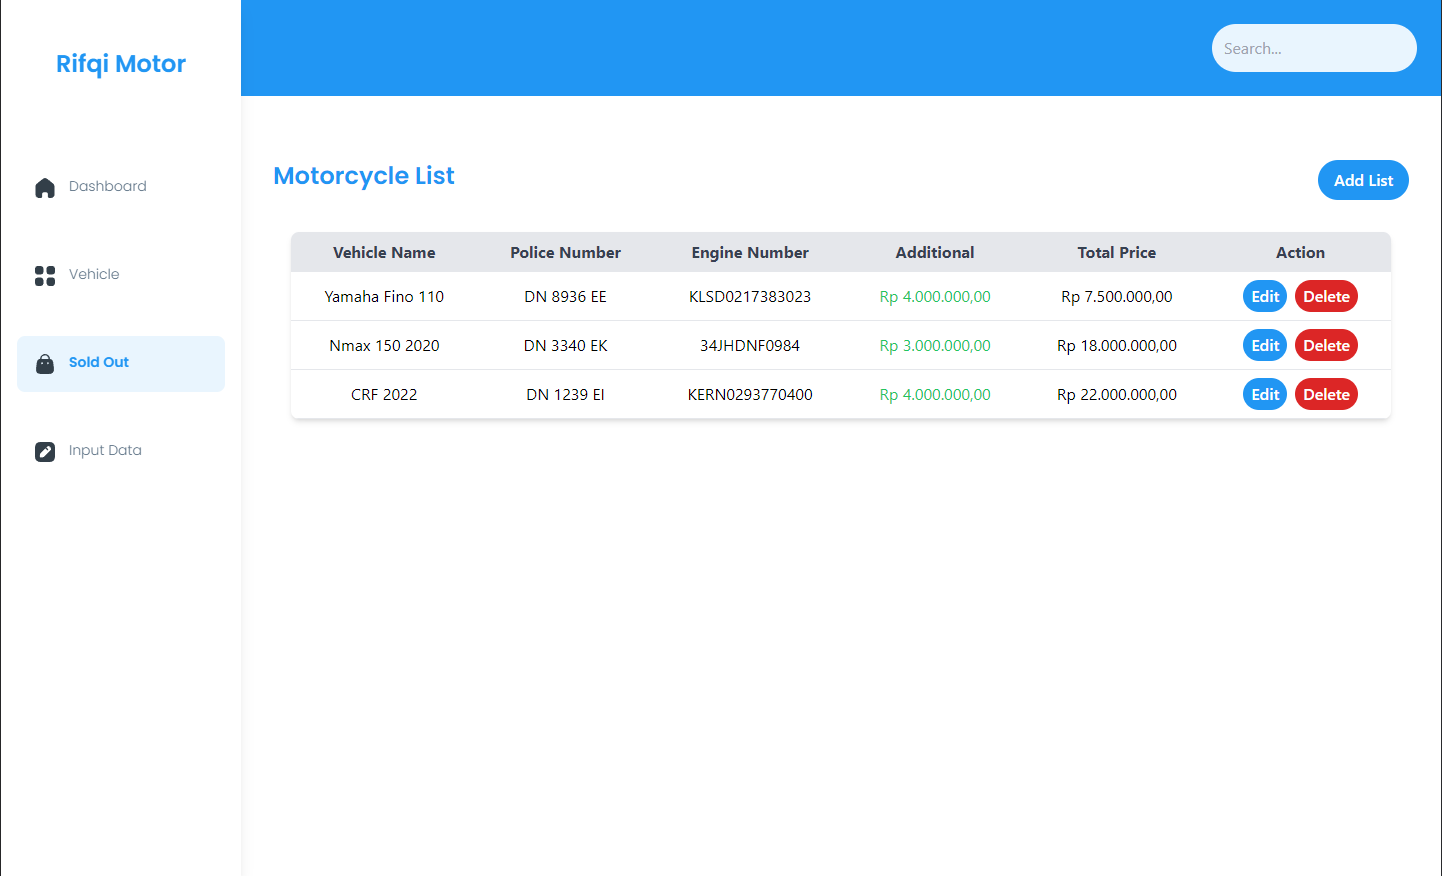 Rifqi Motor
Search...
Dashboard
Vehicle
Sold Out
Input Data
Motorcycle List
Add List
Vehicle Name Police Number Engine Number Additional Total Price Action
Yamaha Fino 110 DN 8936 EE KLSD0217383023 Rp 4.000.000,00 Rp 7.500.000,00 Edit Delete
Nmax 150 2020 DN 3340 EK 34JHDNF0984 Rp 3.000.000,00 Rp 18.000.000,00 Edit Delete
CRF 2022 DN 1239 EI KERN0293770400 Rp 4.000.000,00 Rp 22.000.000,00 Edit Delete